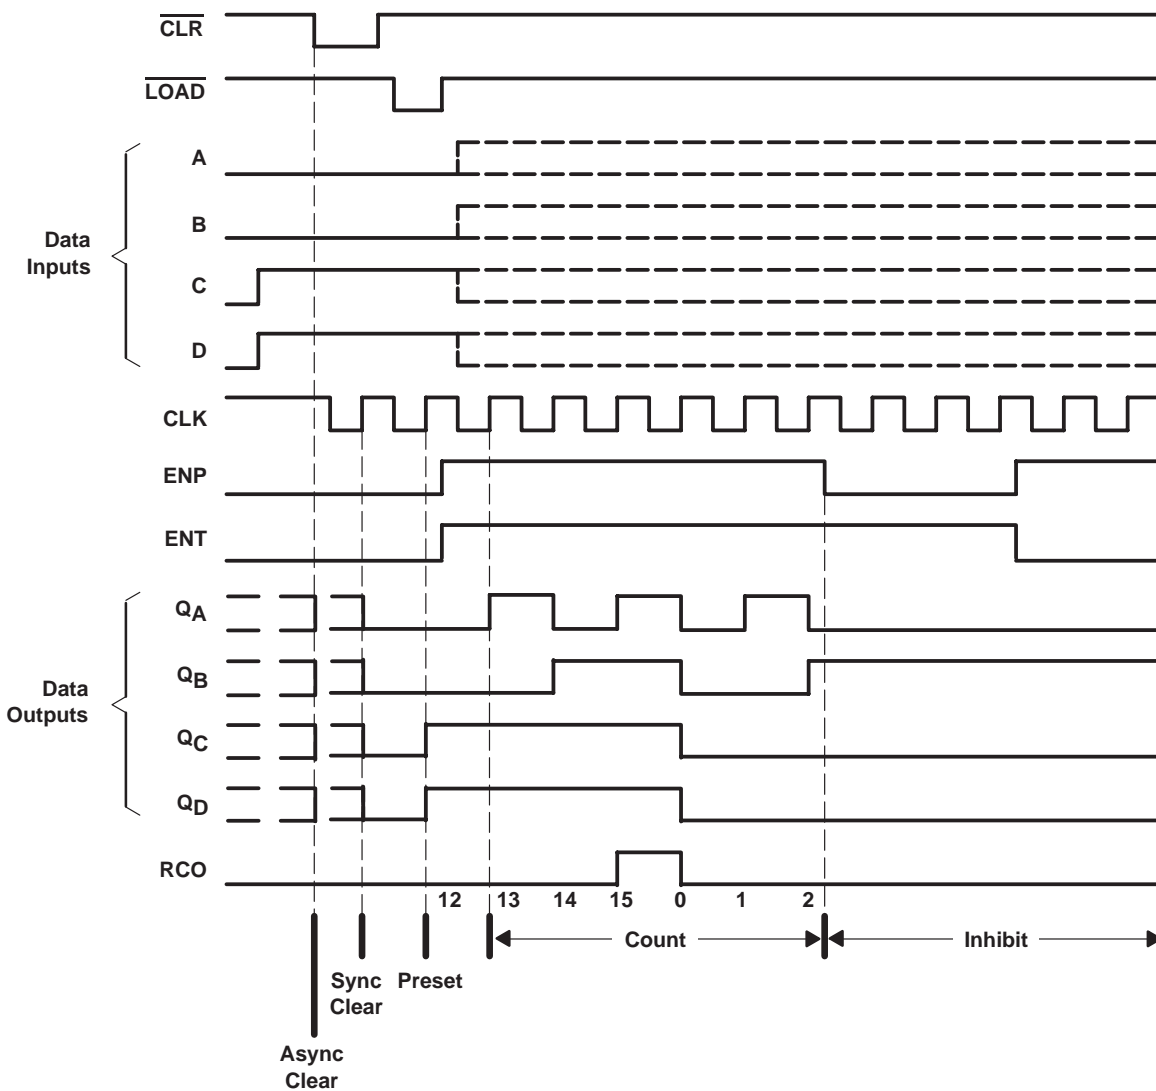 CLR
LOAD
A
B
Data
Inputs
C
D
CLK
ENP
ENT
QA
QB
Data
Outputs
QC
QD
RCO
12 13 14 15 0 1 2
Count Inhibit
Sync
Clear
Preset
Async
Clear